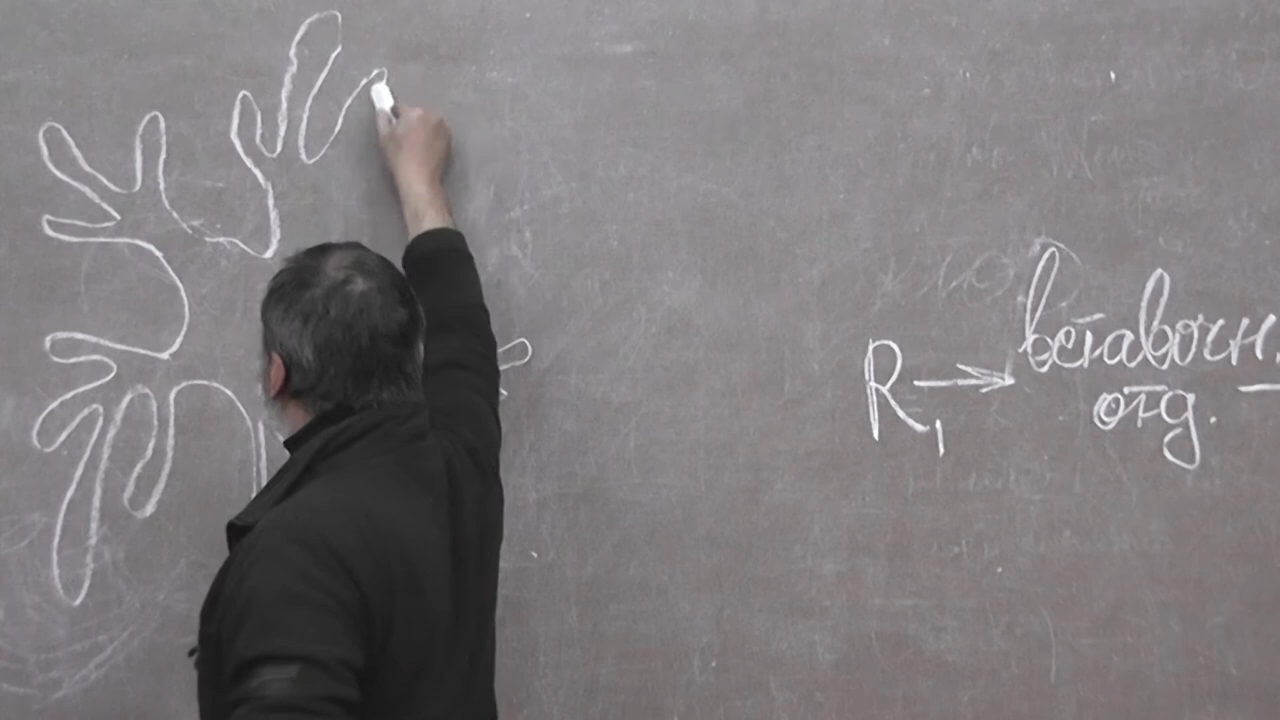 R₁ → вставочн. —
отд.